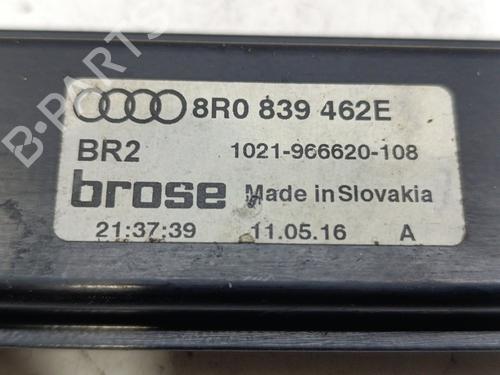 8R0 839 462E
BR2 1021-966620-108
brose Made in Slovakia
21:37:39 11.05.16 A
B-PARTS